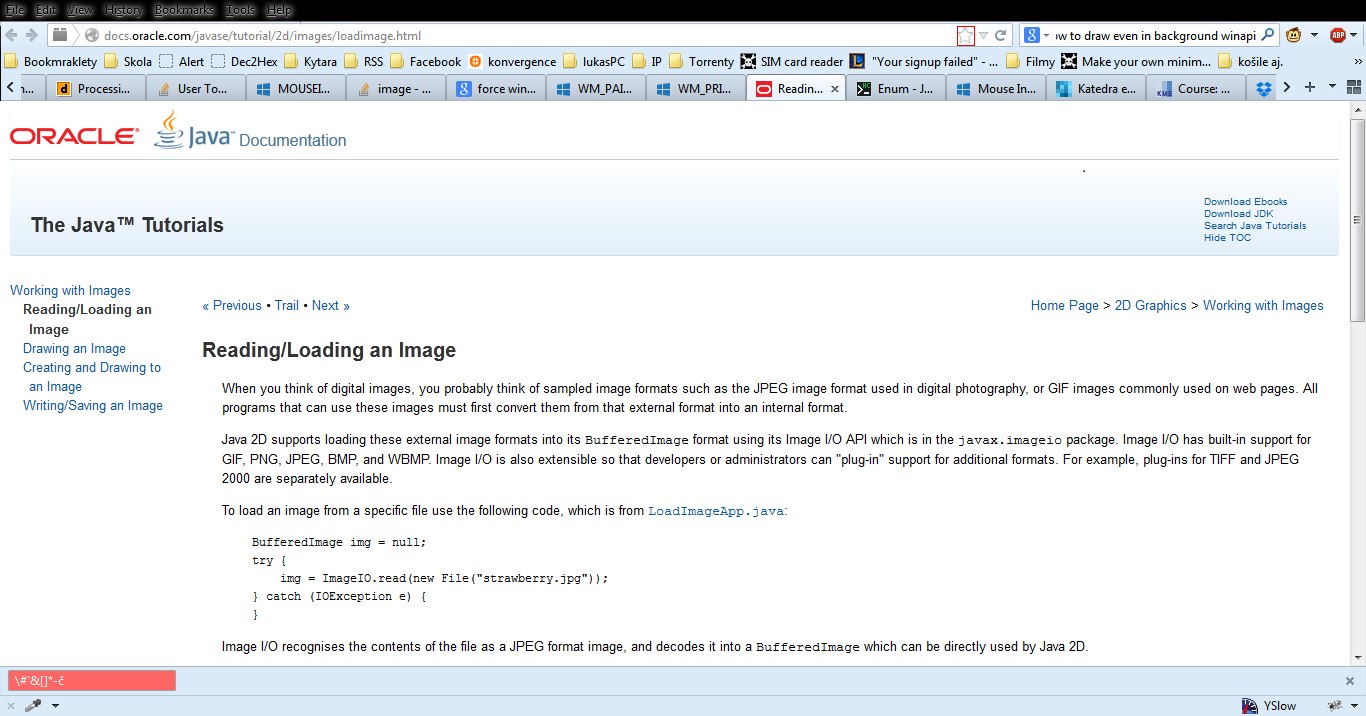 File Edit View History Bookmarks Tools Help
docs.oracle.com/javase/tutorial/2d/images/loadimage.html
w to draw even in background winapi
ABP
Bookmraklety Skola Alert Dec2Hex Kytara RSS Facebook konvergence lukasPC IP Torrenty SIM card reader "Your signup failed" - ... Filmy Make your own minim... košile aj. »
n... Processi... User To... MOUSEI... image - ... force win... WM_PAI... WM_PRI... Readin... Enum - J... Mouse In... Katedra e... KME Course: ...
ORACLE® Java™ Documentation
The Java™ Tutorials
Download Ebooks
Download JDK
Search Java Tutorials
Hide TOC
Working with Images
Reading/Loading an
Image
Drawing an Image
Creating and Drawing to
an Image
Writing/Saving an Image
« Previous • Trail • Next »
Home Page > 2D Graphics > Working with Images
Reading/Loading an Image
When you think of digital images, you probably think of sampled image formats such as the JPEG image format used in digital photography, or GIF images commonly used on web pages. All
programs that can use these images must first convert them from that external format into an internal format.
Java 2D supports loading these external image formats into its BufferedImage format using its Image I/O API which is in the javax.imageio package. Image I/O has built-in support for
GIF, PNG, JPEG, BMP, and WBMP. Image I/O is also extensible so that developers or administrators can "plug-in" support for additional formats. For example, plug-ins for TIFF and JPEG
2000 are separately available.
To load an image from a specific file use the following code, which is from LoadImageApp.java:
BufferedImage img = null;
try {
    img = ImageIO.read(new File("strawberry.jpg"));
} catch (IOException e) {
}
Image I/O recognises the contents of the file as a JPEG format image, and decodes it into a BufferedImage which can be directly used by Java 2D.
\#`&[]*-č
YSlow